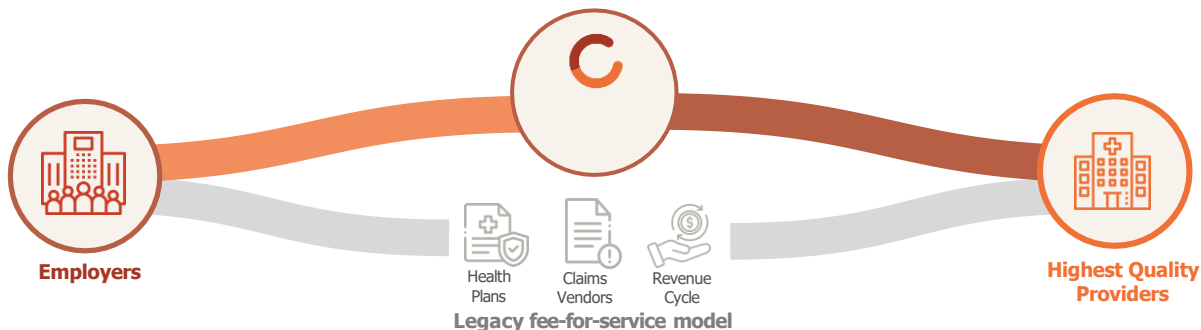 Employers
Health
Plans
Claims
Vendors
Revenue
Cycle
Legacy fee-for-service model
Highest Quality
Providers